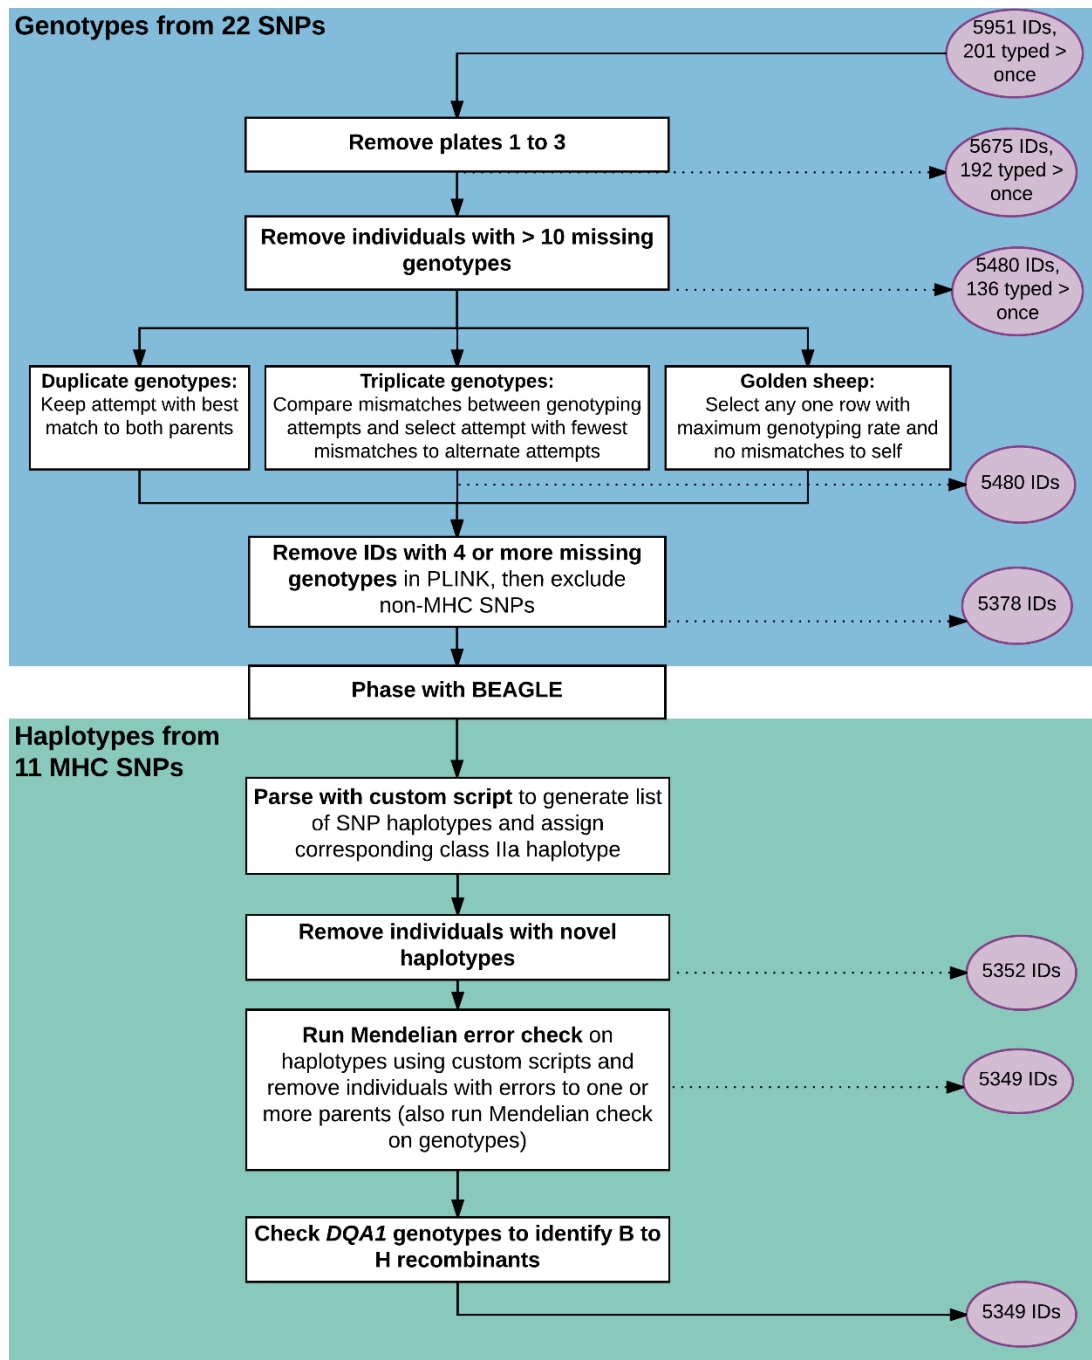 Genotypes from 22 SNPs
5951 IDs,
201 typed >
once
Remove plates 1 to 3
5675 IDs,
192 typed >
once
Remove individuals with > 10 missing
genotypes
5480 IDs,
136 typed >
once
Duplicate genotypes:
Keep attempt with best
match to both parents
Triplicate genotypes:
Compare mismatches between genotyping
attempts and select attempt with fewest
mismatches to alternate attempts
Golden sheep:
Select any one row with
maximum genotyping rate and
no mismatches to self
5480 IDs
Remove IDs with 4 or more missing
genotypes in PLINK, then exclude
non-MHC SNPs
5378 IDs
Phase with BEAGLE
Haplotypes from
11 MHC SNPs
Parse with custom script to generate list
of SNP haplotypes and assign
corresponding class IIa haplotype
Remove individuals with novel
haplotypes
5352 IDs
Run Mendelian error check on
haplotypes using custom scripts and
remove individuals with errors to one or
more parents (also run Mendelian check
on genotypes)
5349 IDs
Check DQA1 genotypes to identify B to
H recombinants
5349 IDs